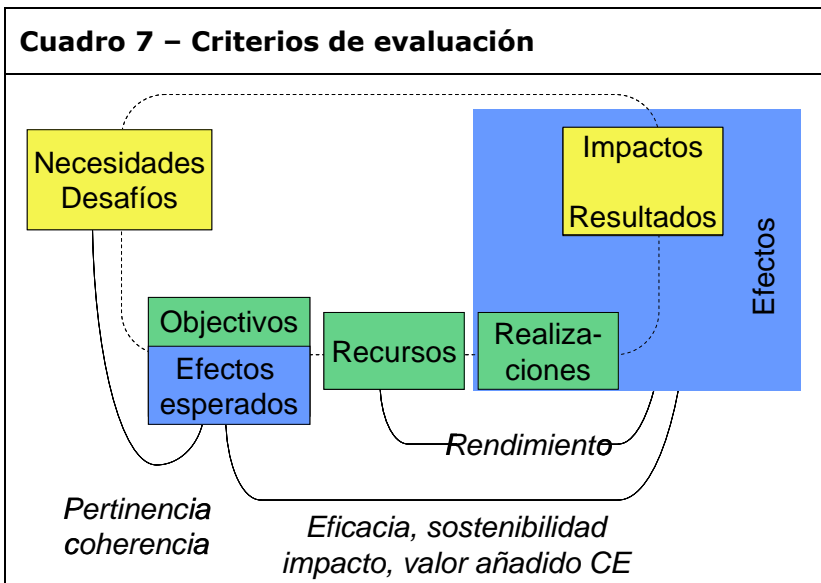 Cuadro 7 – Criterios de evaluación
Necesidades
Desafíos
Impactos
Resultados
Efectos
Objectivos
Efectos
esperados
Recursos
Realiza-
ciones
Rendimiento
Pertinencia
coherencia
Eficacia, sostenibilidad
impacto, valor añadido CE